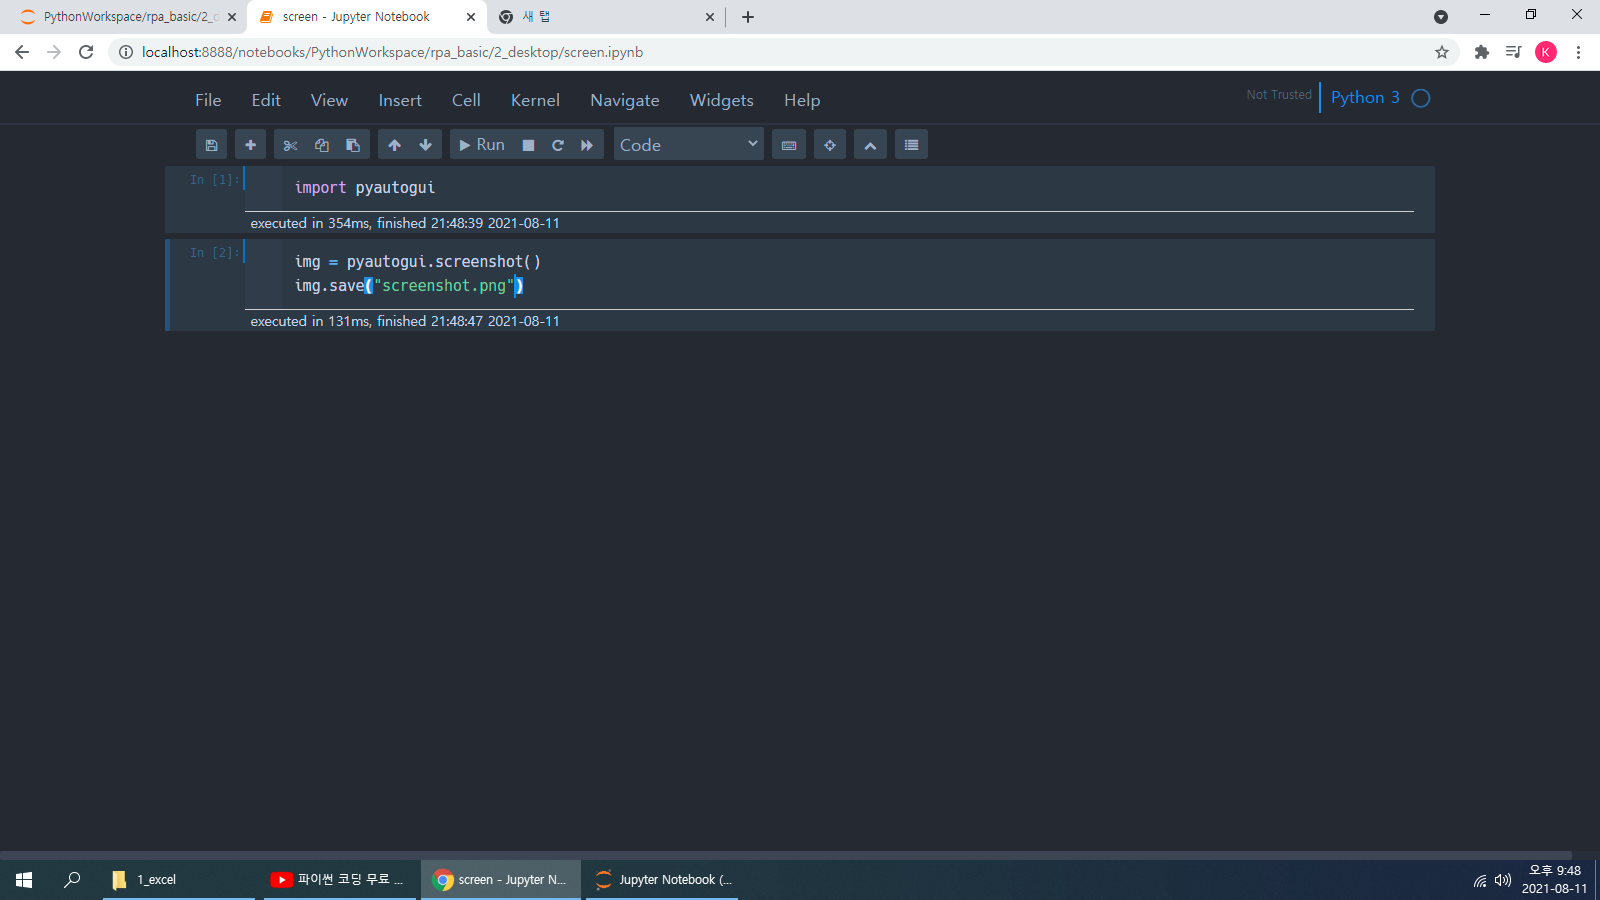 PythonWorkspace/rpa_basic/2_d
screen - Jupyter Notebook
새 탭
localhost:8888/notebooks/PythonWorkspace/rpa_basic/2_desktop/screen.ipynb
K
File Edit View Insert Cell Kernel Navigate Widgets Help
Not Trusted
Python 3
Run
Code
In [1]:
import pyautogui
executed in 354ms, finished 21:48:39 2021-08-11
In [2]:
img = pyautogui.screenshot()
img.save("screenshot.png")
executed in 131ms, finished 21:48:47 2021-08-11
1_excel
파이썬 코딩 무료 ...
screen - Jupyter N...
Jupyter Notebook (...
오후 9:48
2021-08-11